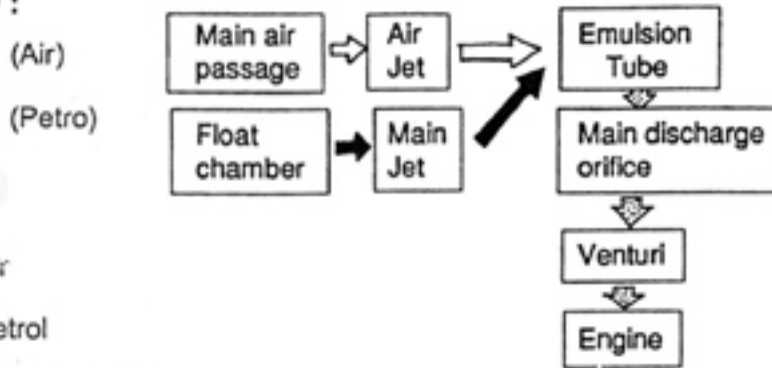 :
(Air)
Main air
passage
Air
Jet
Emulsion
Tube
(Petro)
Float
chamber
Main
Jet
Main discharge
orifice
Venturi
Engine
etrol